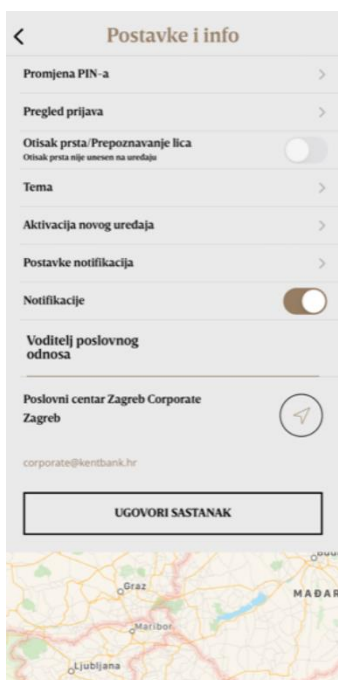 Postavke i info
Promjena PIN-a
Pregled prijava
Otisak prsta/Prepoznavanje lica
Otisak prsta nije unesen na uređaju
Tema
Aktivacija novog uređaja
Postavke notifikacija
Notifikacije
Voditelj poslovnog
odnosa
Poslovni centar Zagreb Corporate
Zagreb
corporate@kentbank.hr
UGOVORI SASTANAK
Graz
MAĐAR
Maribor
Ljubljana